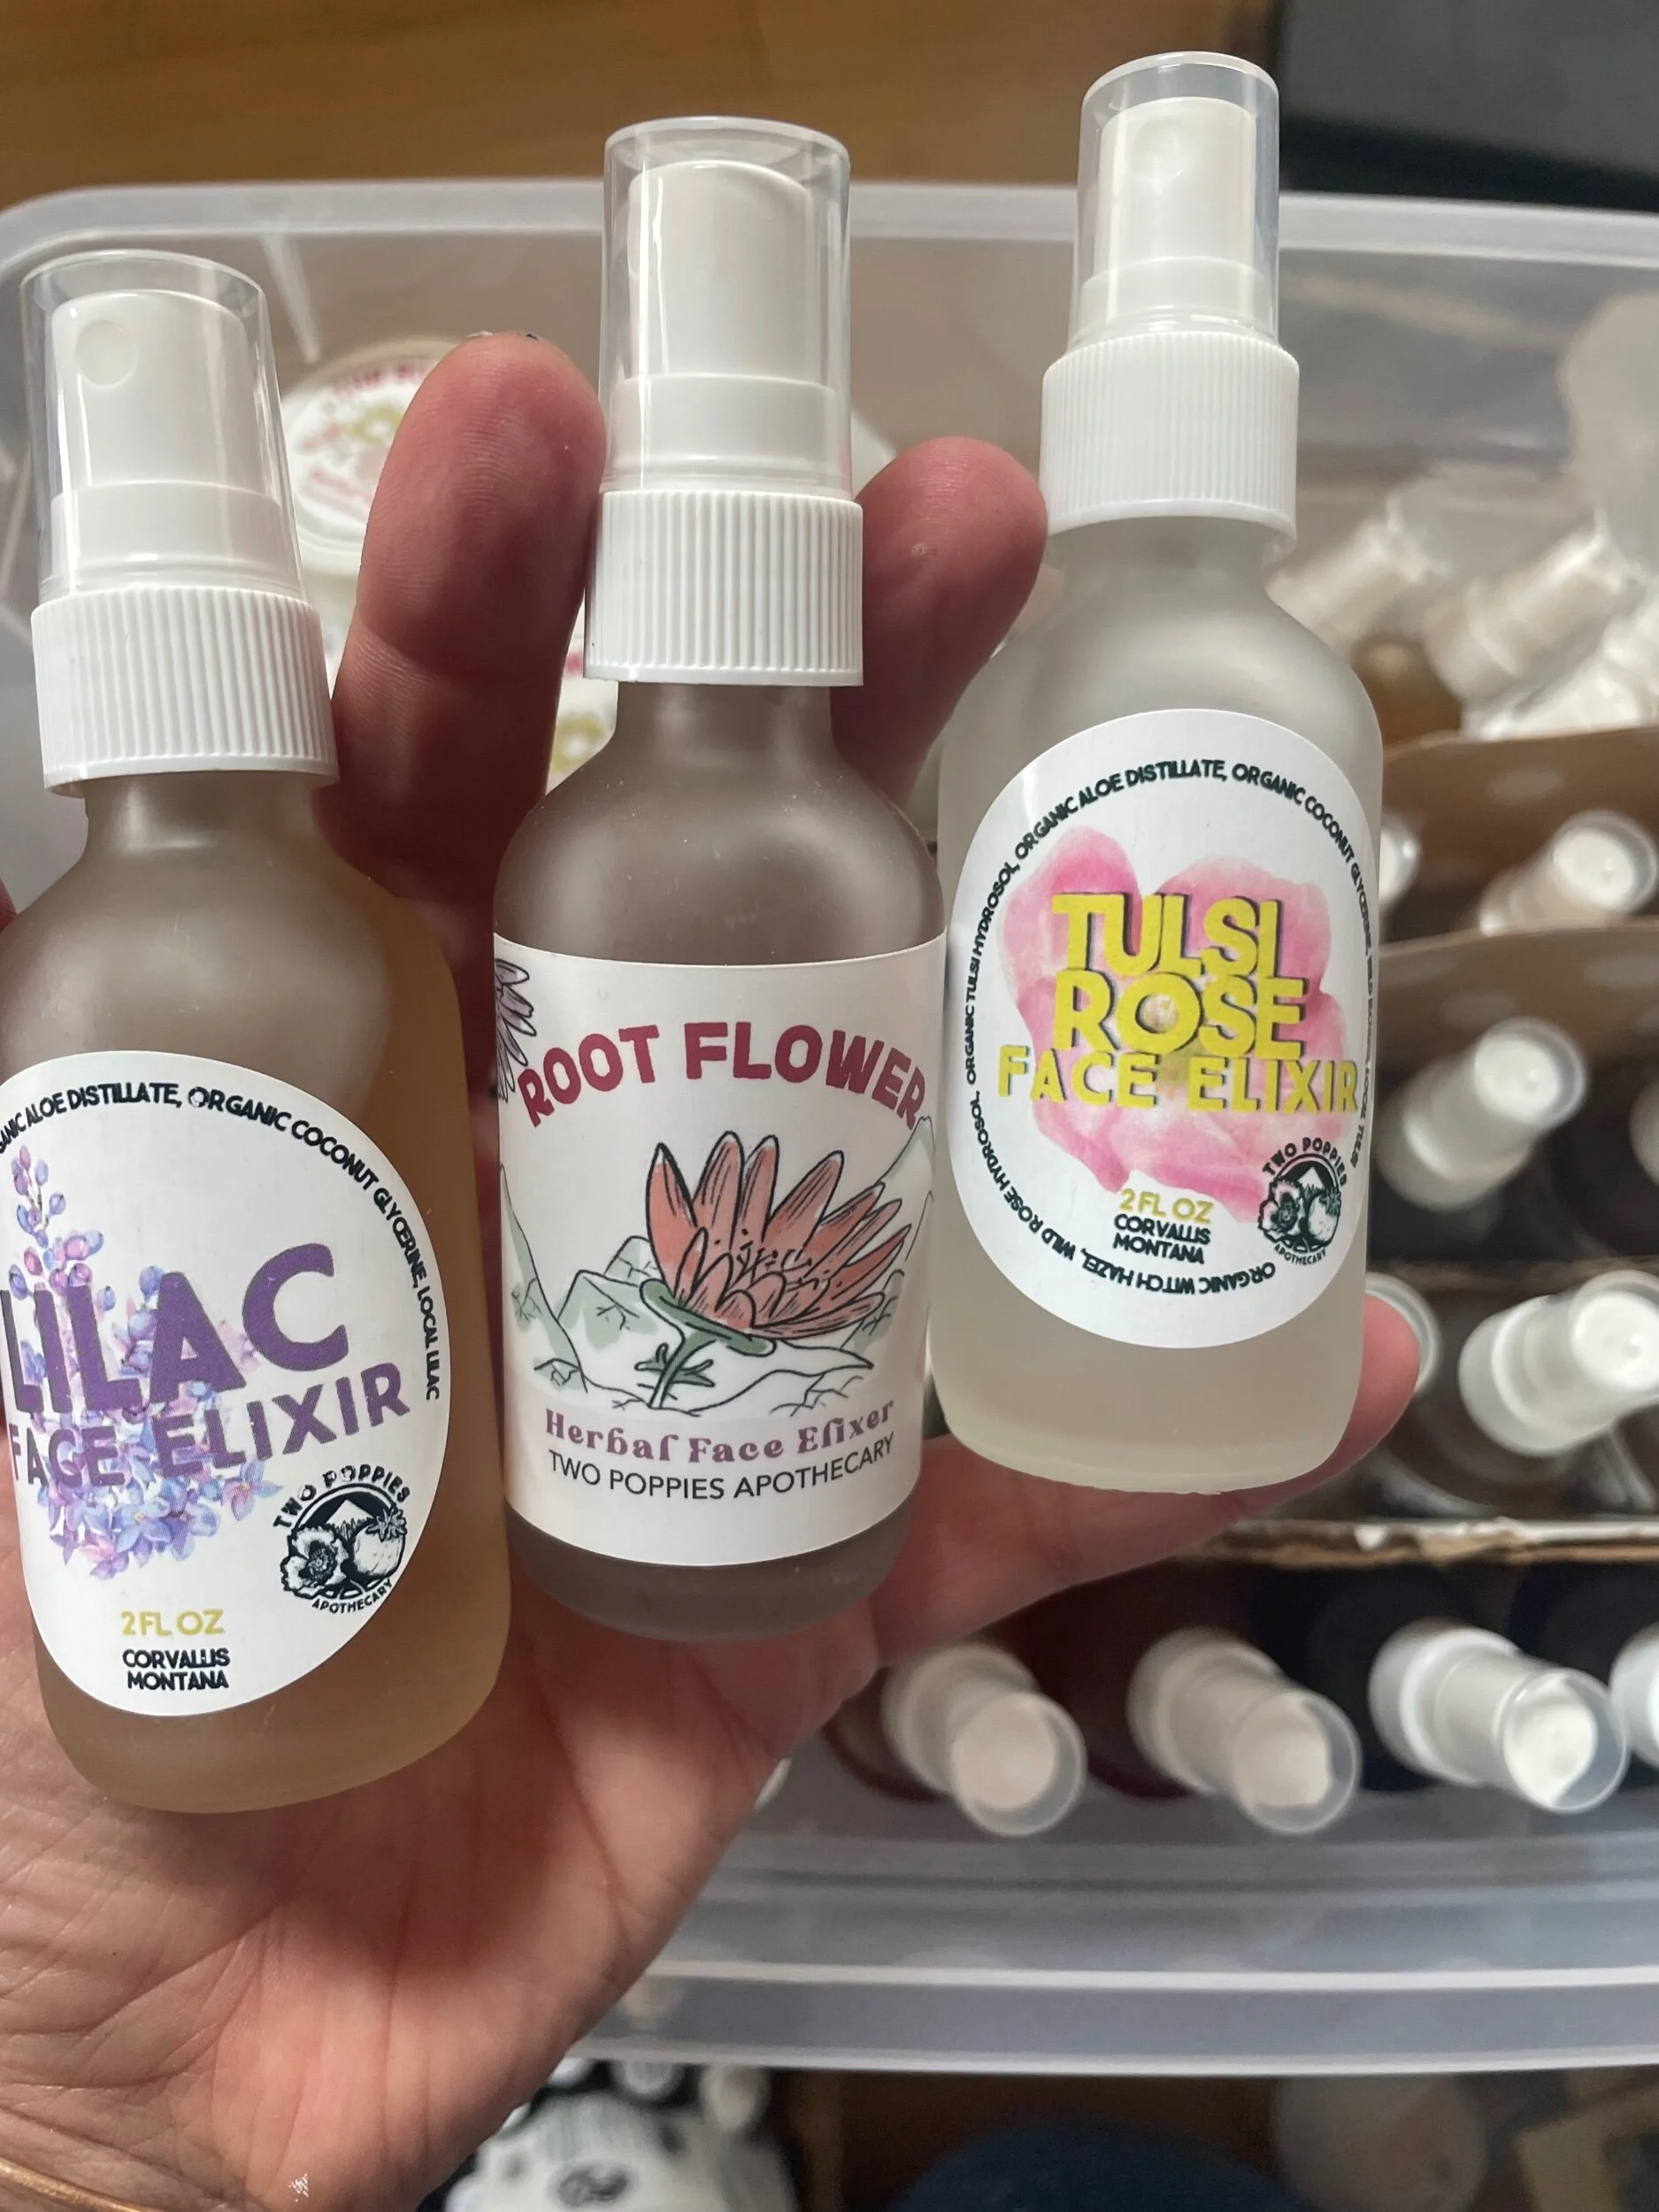 GANIC ALOE DISTILLATE, ORGANIC COCONUT GLYCERINE, LOCAL LILAC
LILAC
FACE ELIXIR
TWO POPPIES
APOTHECARY
2 FL OZ
CORVALLIS
MONTANA
ROOT FLOWER
Herbal Face Elixer
TWO POPPIES APOTHECARY
ORGANIC TULSI HYDROSOL, ORGANIC ALOE DISTILLATE, ORGANIC COCONUT GLYCERINE,
ORGANIC WITCH HAZEL, WILD ROSE HYDROSOL,
TULSI
ROSE
FACE ELIXIR
TWO POPPIES
APOTHECARY
2 FL OZ
CORVALLIS
MONTANA